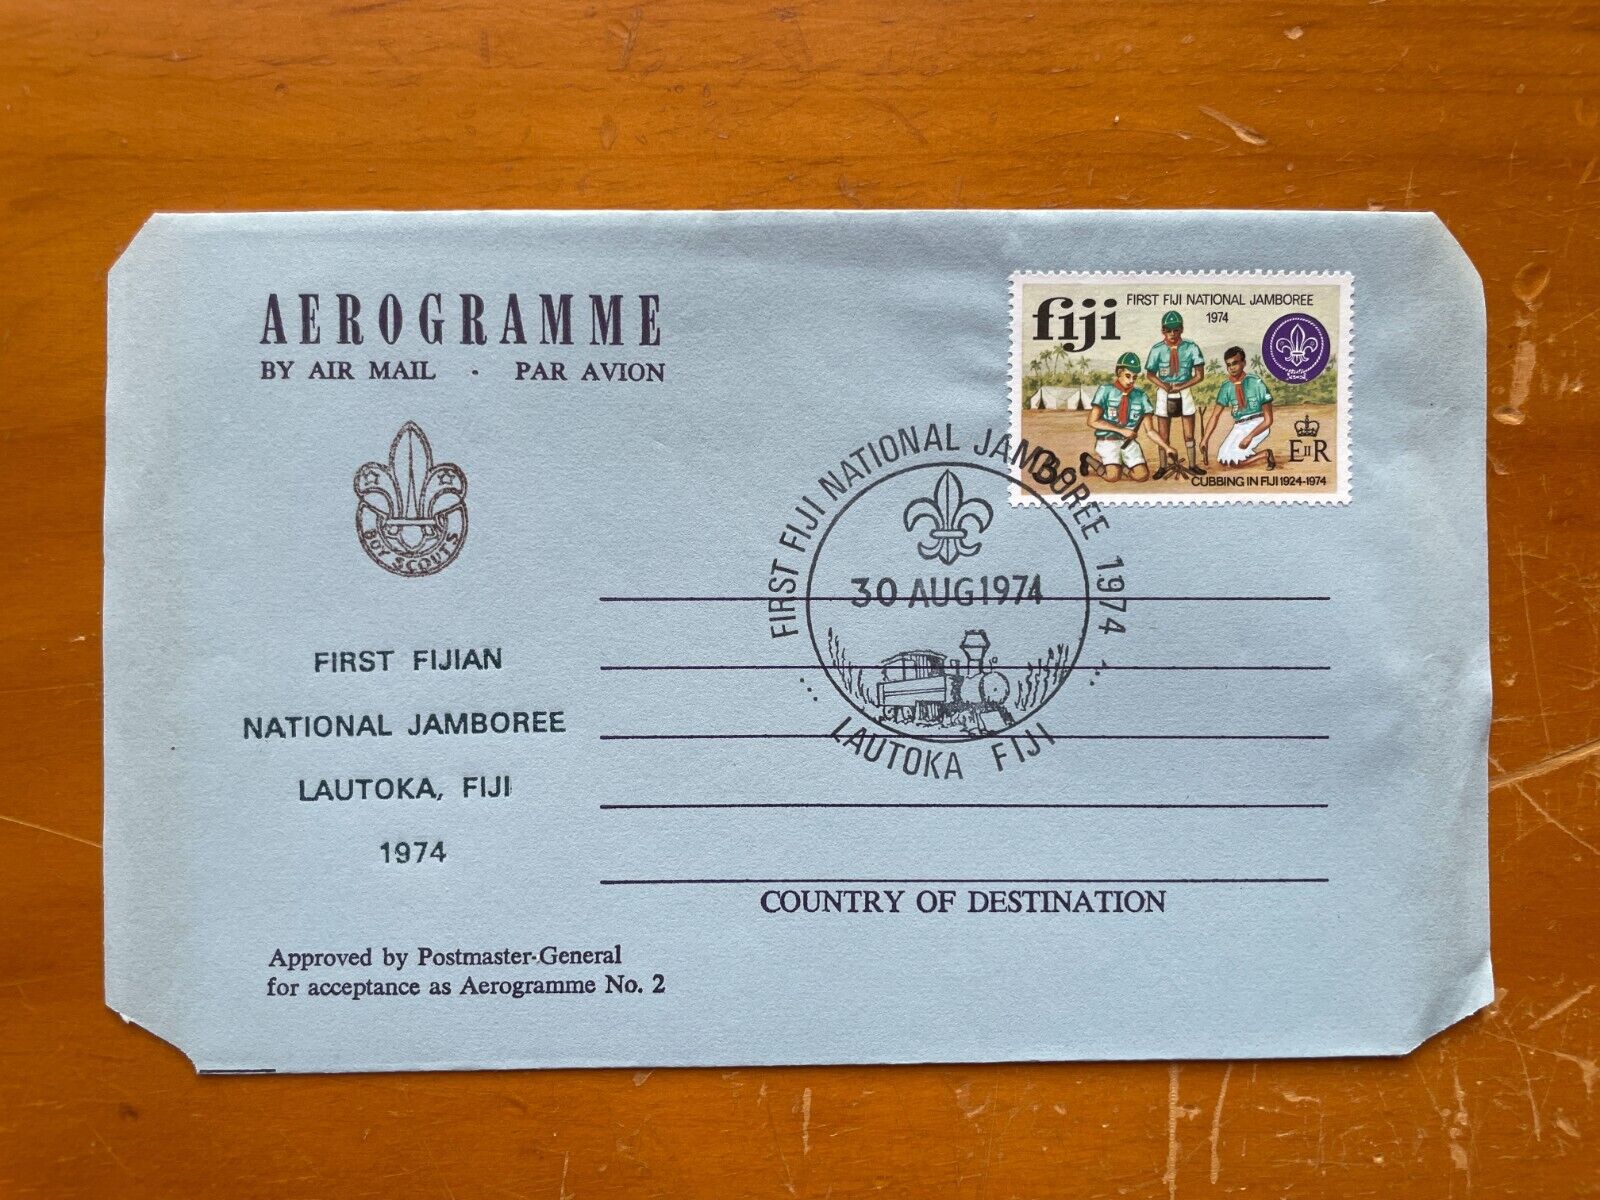 AEROGRAMME
BY AIR MAIL · PAR AVION
fiji
FIRST FIJI NATIONAL JAMBOREE
1974
EIIR
CUBBING IN FIJI 1924-1974
BOY SCOUTS
FIRST FIJI NATIONAL JAMBOREE 1974
30 AUG 1974
LAUTOKA FIJI
FIRST FIJIAN
NATIONAL JAMBOREE
LAUTOKA, FIJI
1974
COUNTRY OF DESTINATION
Approved by Postmaster-General
for acceptance as Aerogramme No. 2